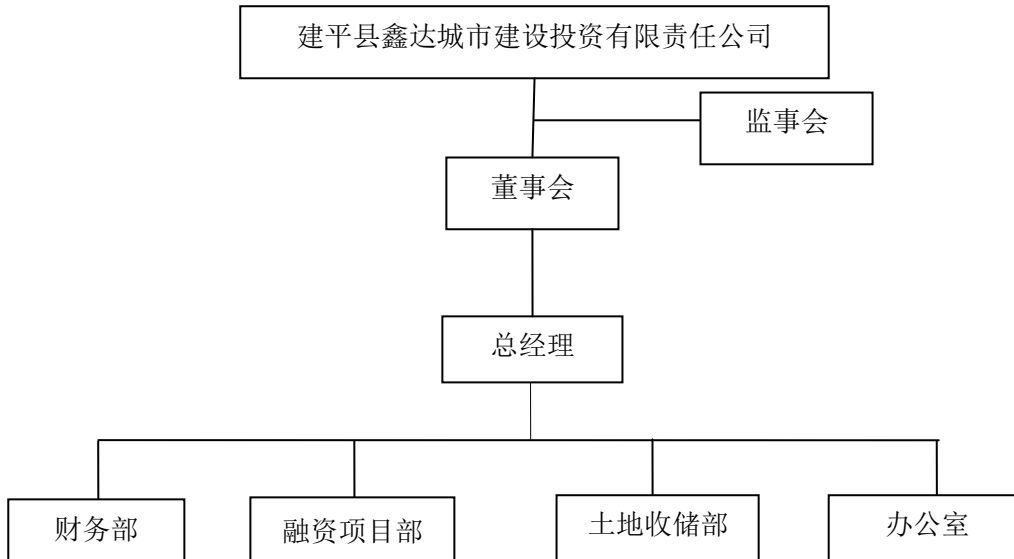 建平县鑫达城市建设投资有限责任公司
监事会
董事会
总经理
财务部
融资项目部
土地收储部
办公室